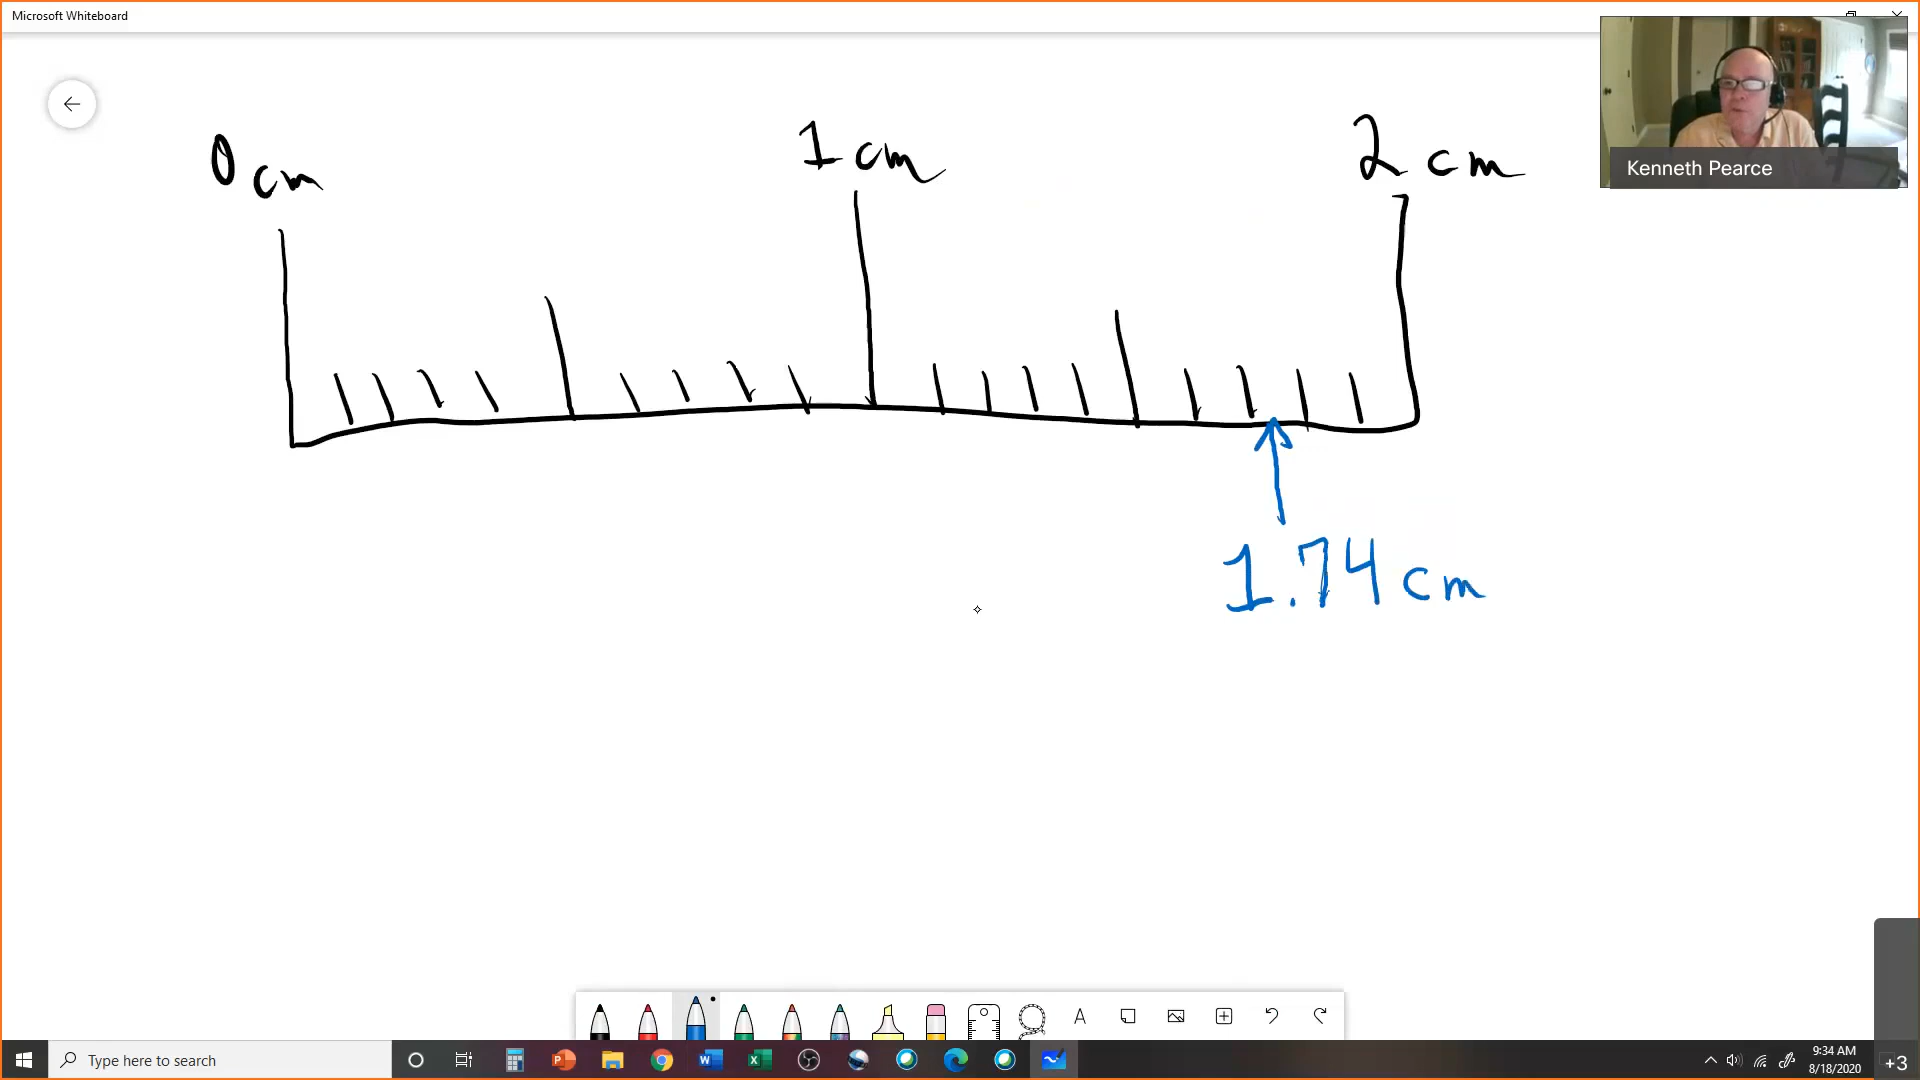 Microsoft Whiteboard
0 cm
1 cm
2 cm
Kenneth Pearce
1.74 cm
A
Type here to search
9:34 AM
8/18/2020
+3